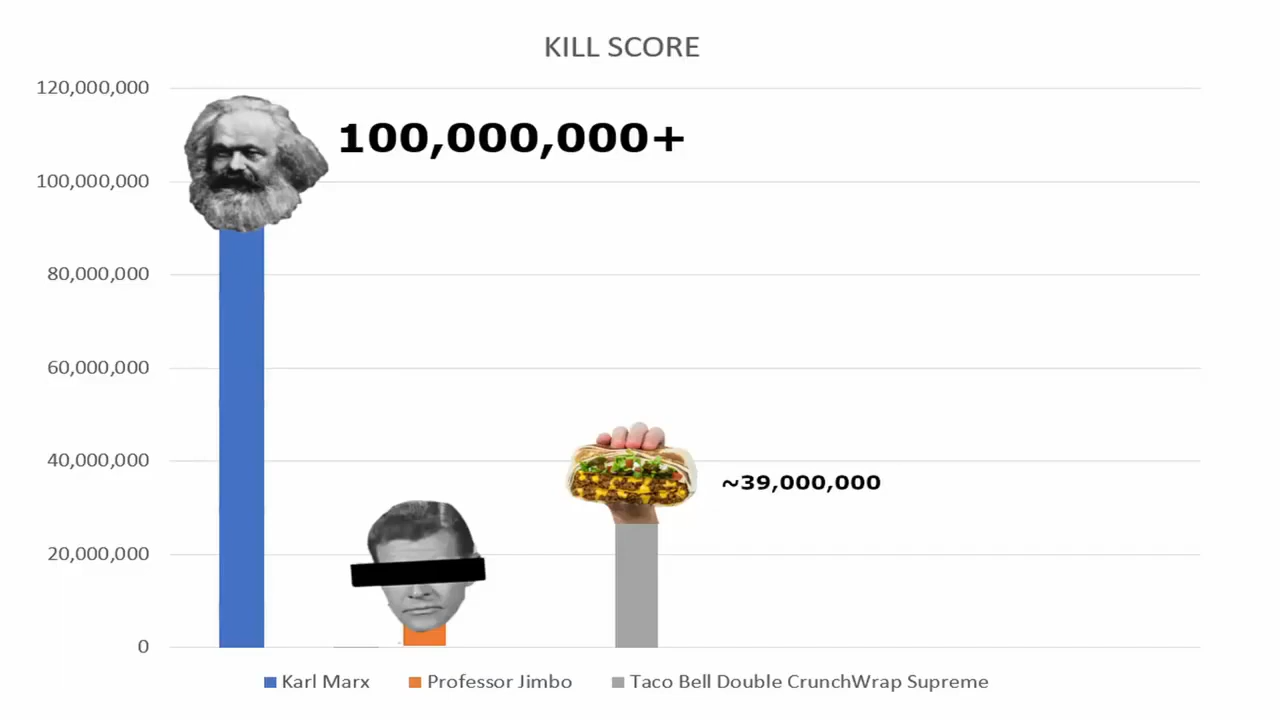 KILL SCORE
120,000,000
100,000,000+
100,000,000
80,000,000
60,000,000
40,000,000
~39,000,000
20,000,000
0
Karl Marx
Professor Jimbo
Taco Bell Double CrunchWrap Supreme